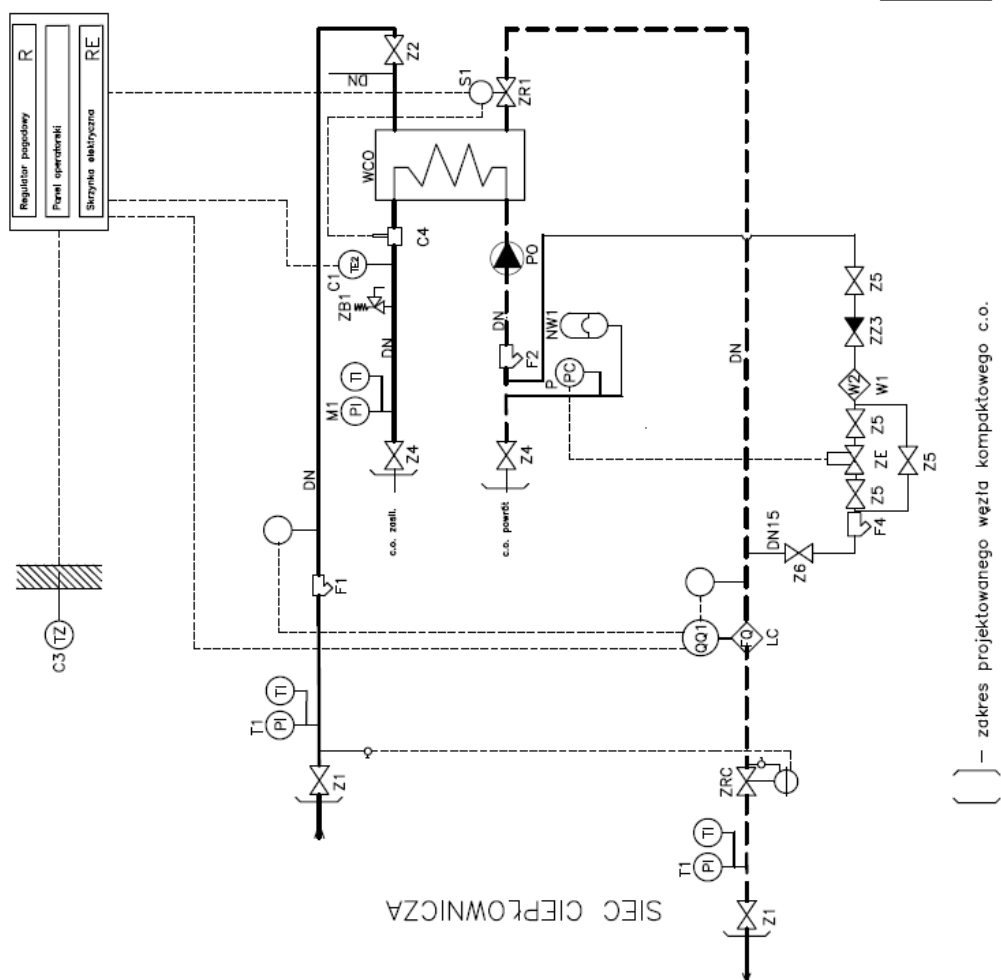 Regulator pogodowy R
Panel operatorski
Skrzynka elektryczna RE
C3
TZ
Z2
DN
S1
ZR1
WCO
C4
C1
TE2
ZB1
DN
M1
PI
TI
Z4
c.o. zasil.
PO
DN
F2
NW1
P
PC
Z4
c.o. powrót
DN
F1
T1
PI
TI
Z1
DN
Z5
ZZ3
W2
W1
Z5
ZE
Z5
Z5
F4
DN15
Z6
QQ1
FQ
LC
ZRC
T1
PI
TI
Z1
SIEC CIEPŁOWNICZA
– zakres projektowanego węzła kompaktowego c.o.